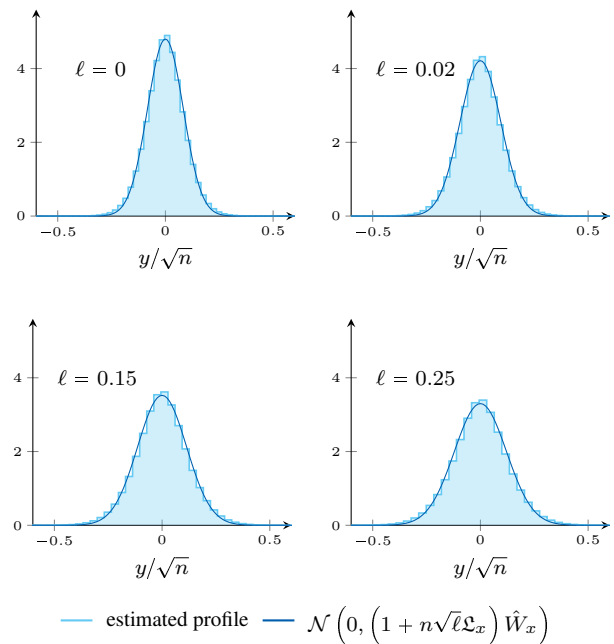 4
2
0
ℓ = 0
−0.5
0
0.5
y/√n
4
2
0
ℓ = 0.02
−0.5
0
0.5
y/√n
4
2
0
ℓ = 0.15
−0.5
0
0.5
y/√n
4
2
0
ℓ = 0.25
−0.5
0
0.5
y/√n
estimated profile
𝒩(0, (1 + n√ℓ𝔏ₓ) Ŵₓ)